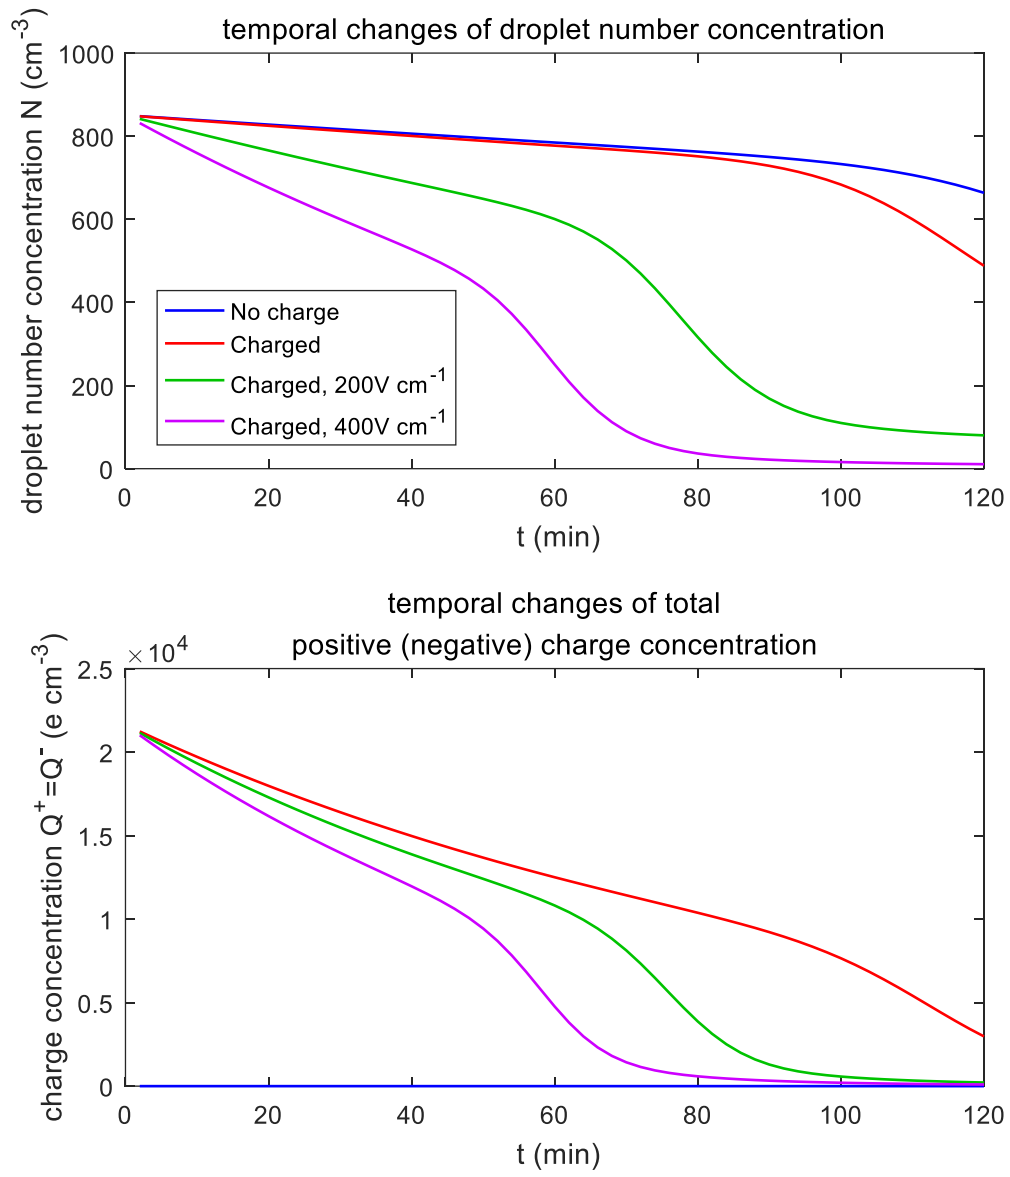 temporal changes of droplet number concentration
droplet number concentration N (cm⁻³)
1000
800
600
400
200
0
No charge
Charged
Charged, 200V cm⁻¹
Charged, 400V cm⁻¹
0 20 40 60 80 100 120
t (min)
temporal changes of total
positive (negative) charge concentration
charge concentration Q⁺=Q⁻ (e cm⁻³)
×10⁴
2.5
2
1.5
1
0.5
0
0 20 40 60 80 100 120
t (min)